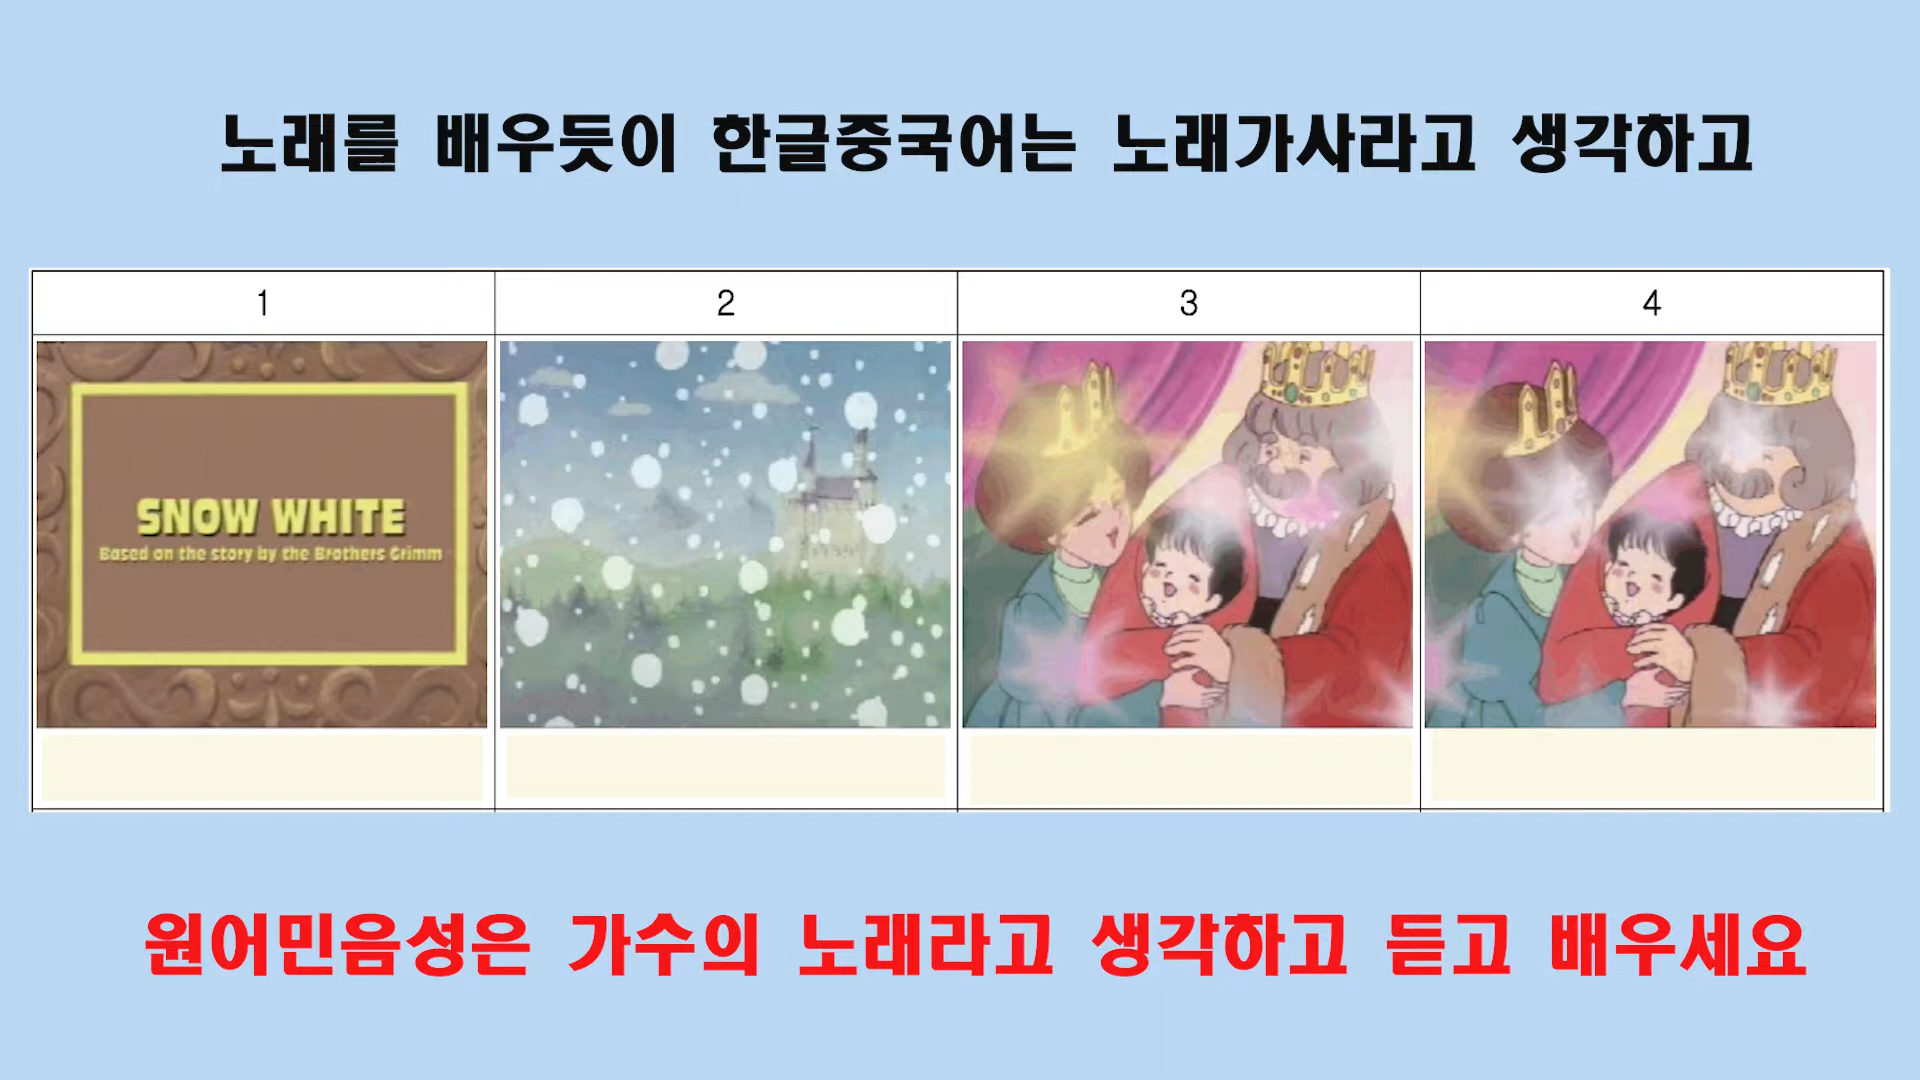 노래를 배우듯이 한글중국어는 노래가사라고 생각하고
1 2 3 4
SNOW WHITE
Based on the story by the Brothers Grimm
원어민음성은 가수의 노래라고 생각하고 듣고 배우세요